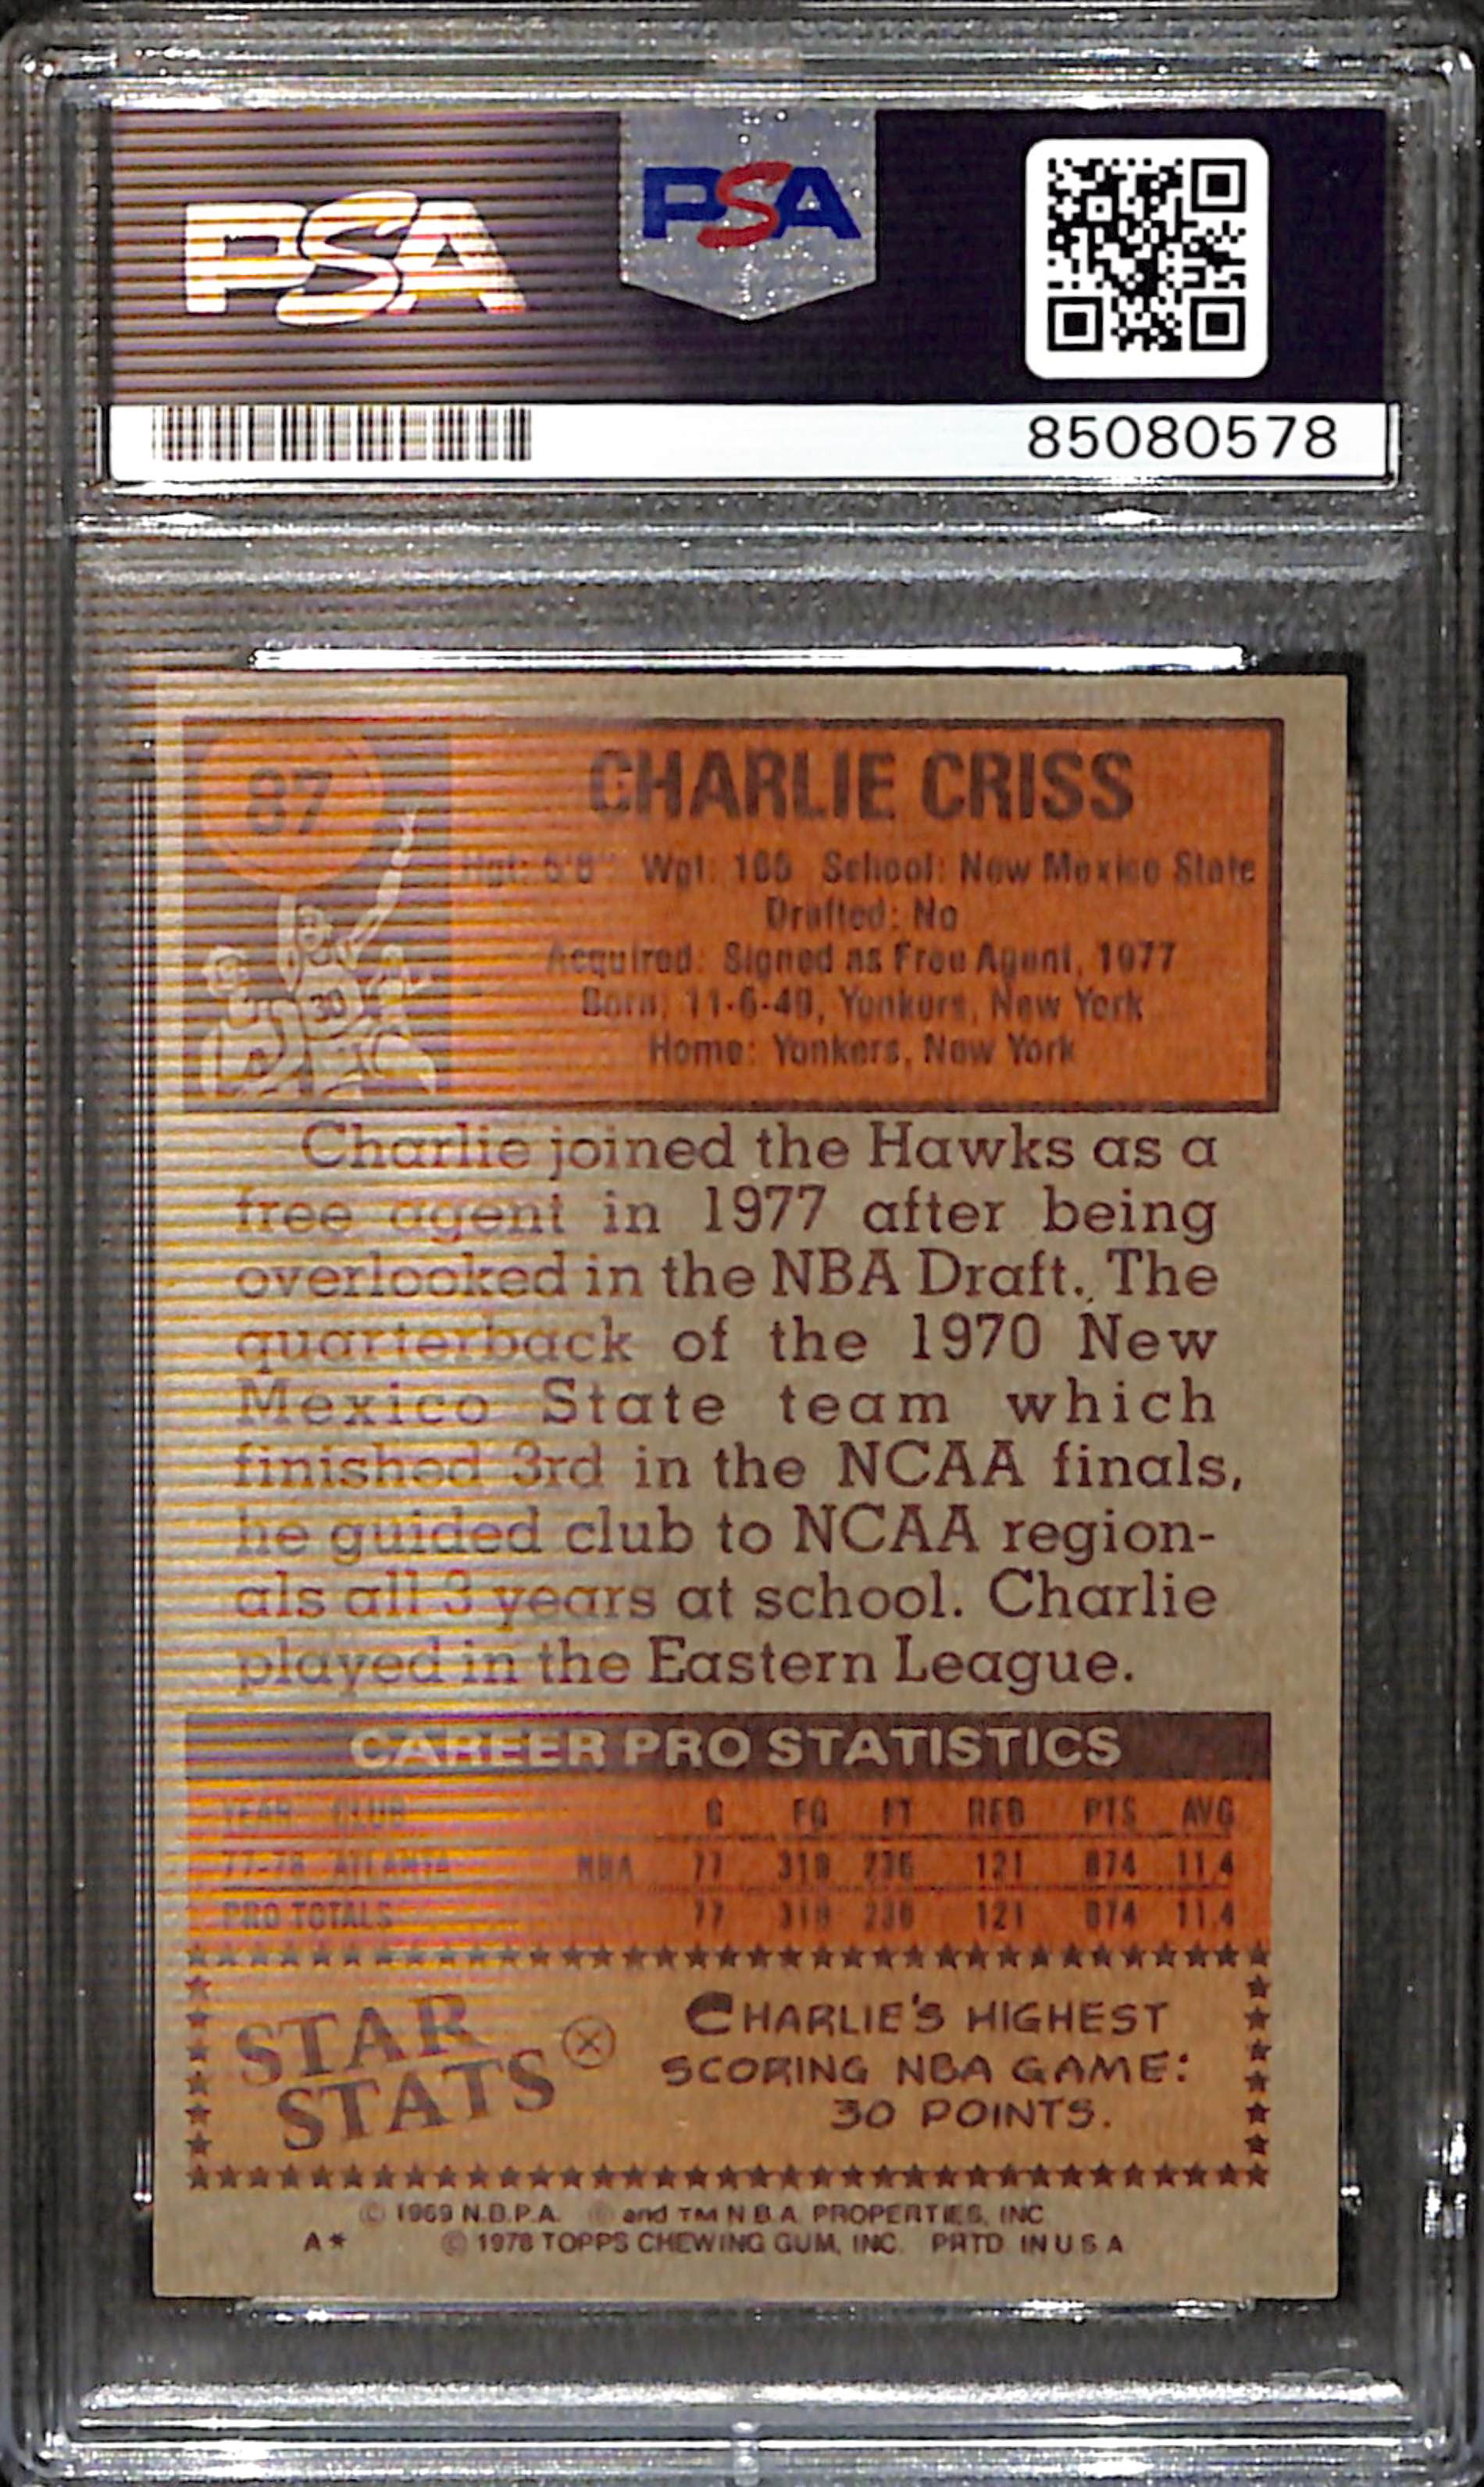 PSA
PSA
85080578
87
CHARLIE CRISS
Hgt: 5'8" Wgt: 165 School: New Mexico State
Drafted: No
Acquired: Signed as Free Agent, 1977
Born: 11-6-49, Yonkers, New York
Home: Yonkers, New York
30
Charlie joined the Hawks as a
free agent in 1977 after being
overlooked in the NBA Draft. The
quarterback of the 1970 New
Mexico State team which
finished 3rd in the NCAA finals,
he guided club to NCAA region-
als all 3 years at school. Charlie
played in the Eastern League.
CAREER PRO STATISTICS
YEAR CLUB G FG FT REB PTS AVG
77-78 ATLANTA NBA 77 319 236 121 874 11.4
PRO TOTALS 77 319 236 121 874 11.4
STAR
STATS
CHARLIE'S HIGHEST
SCORING NBA GAME:
30 POINTS.
© 1969 N.B.P.A. ® and TM N B A PROPERTIES, INC
A* © 1978 TOPPS CHEWING GUM, INC. PRTD IN U S A